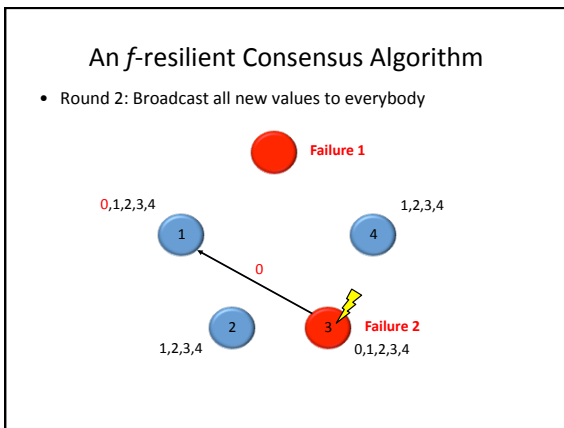 An f-resilient Consensus Algorithm
• Round 2: Broadcast all new values to everybody
Failure 1
0,1,2,3,4
1,2,3,4
1
4
0
2
3
Failure 2
1,2,3,4
0,1,2,3,4